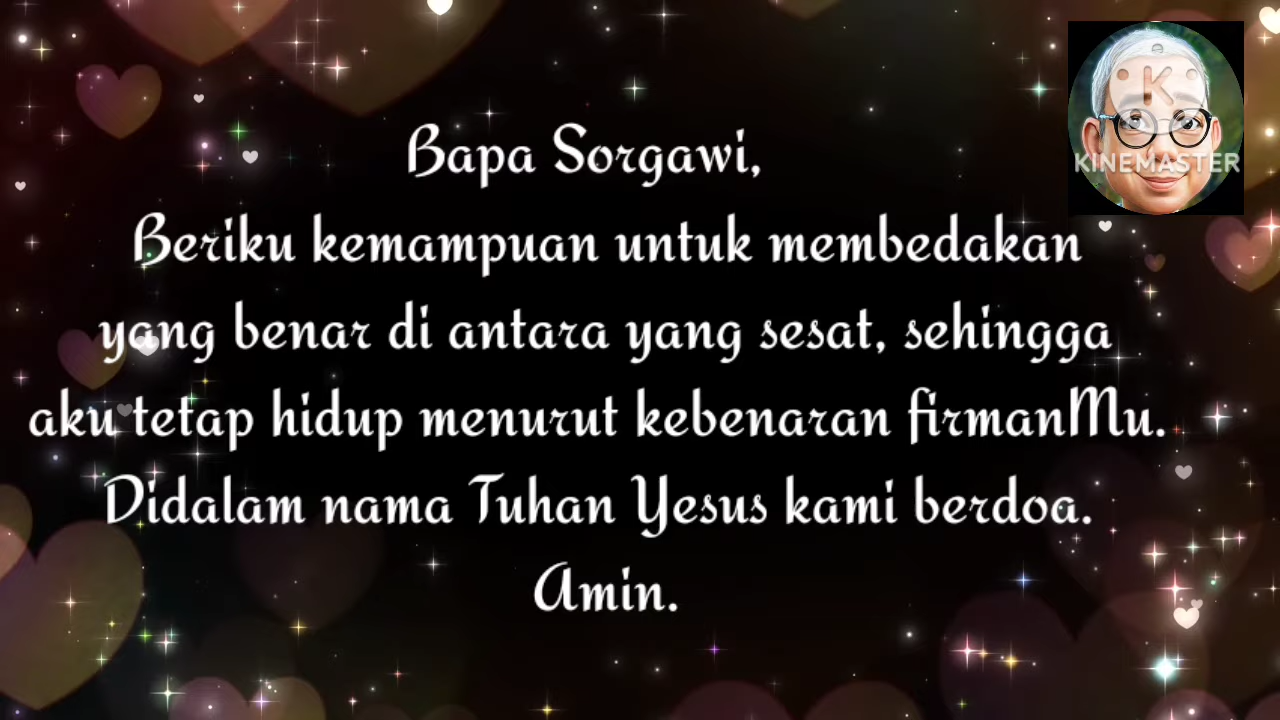 Bapa Sorgawi,
Beriku kemampuan untuk membedakan
yang benar di antara yang sesat, sehingga
aku tetap hidup menurut kebenaran firmanMu.
Didalam nama Tuhan Yesus kami berdoa.
Amin.
K
KINEMASTER